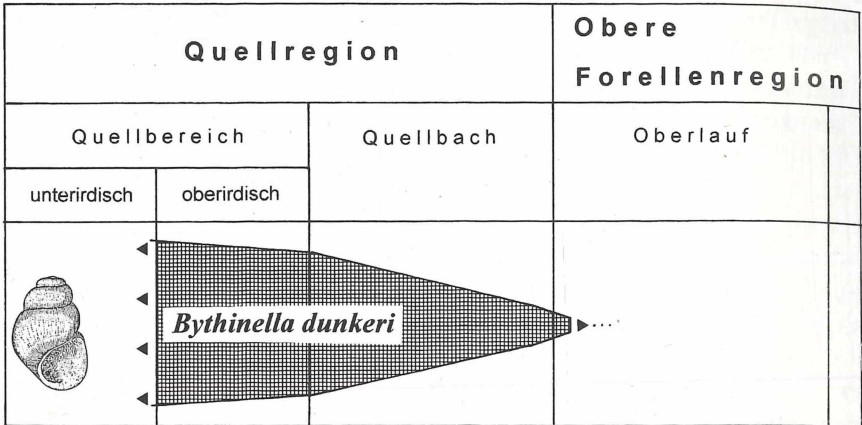 Quellregion
Obere
Forellenregion
Quellbereich
Quellbach
Oberlauf
unterirdisch
oberirdisch
Bythinella dunkeri